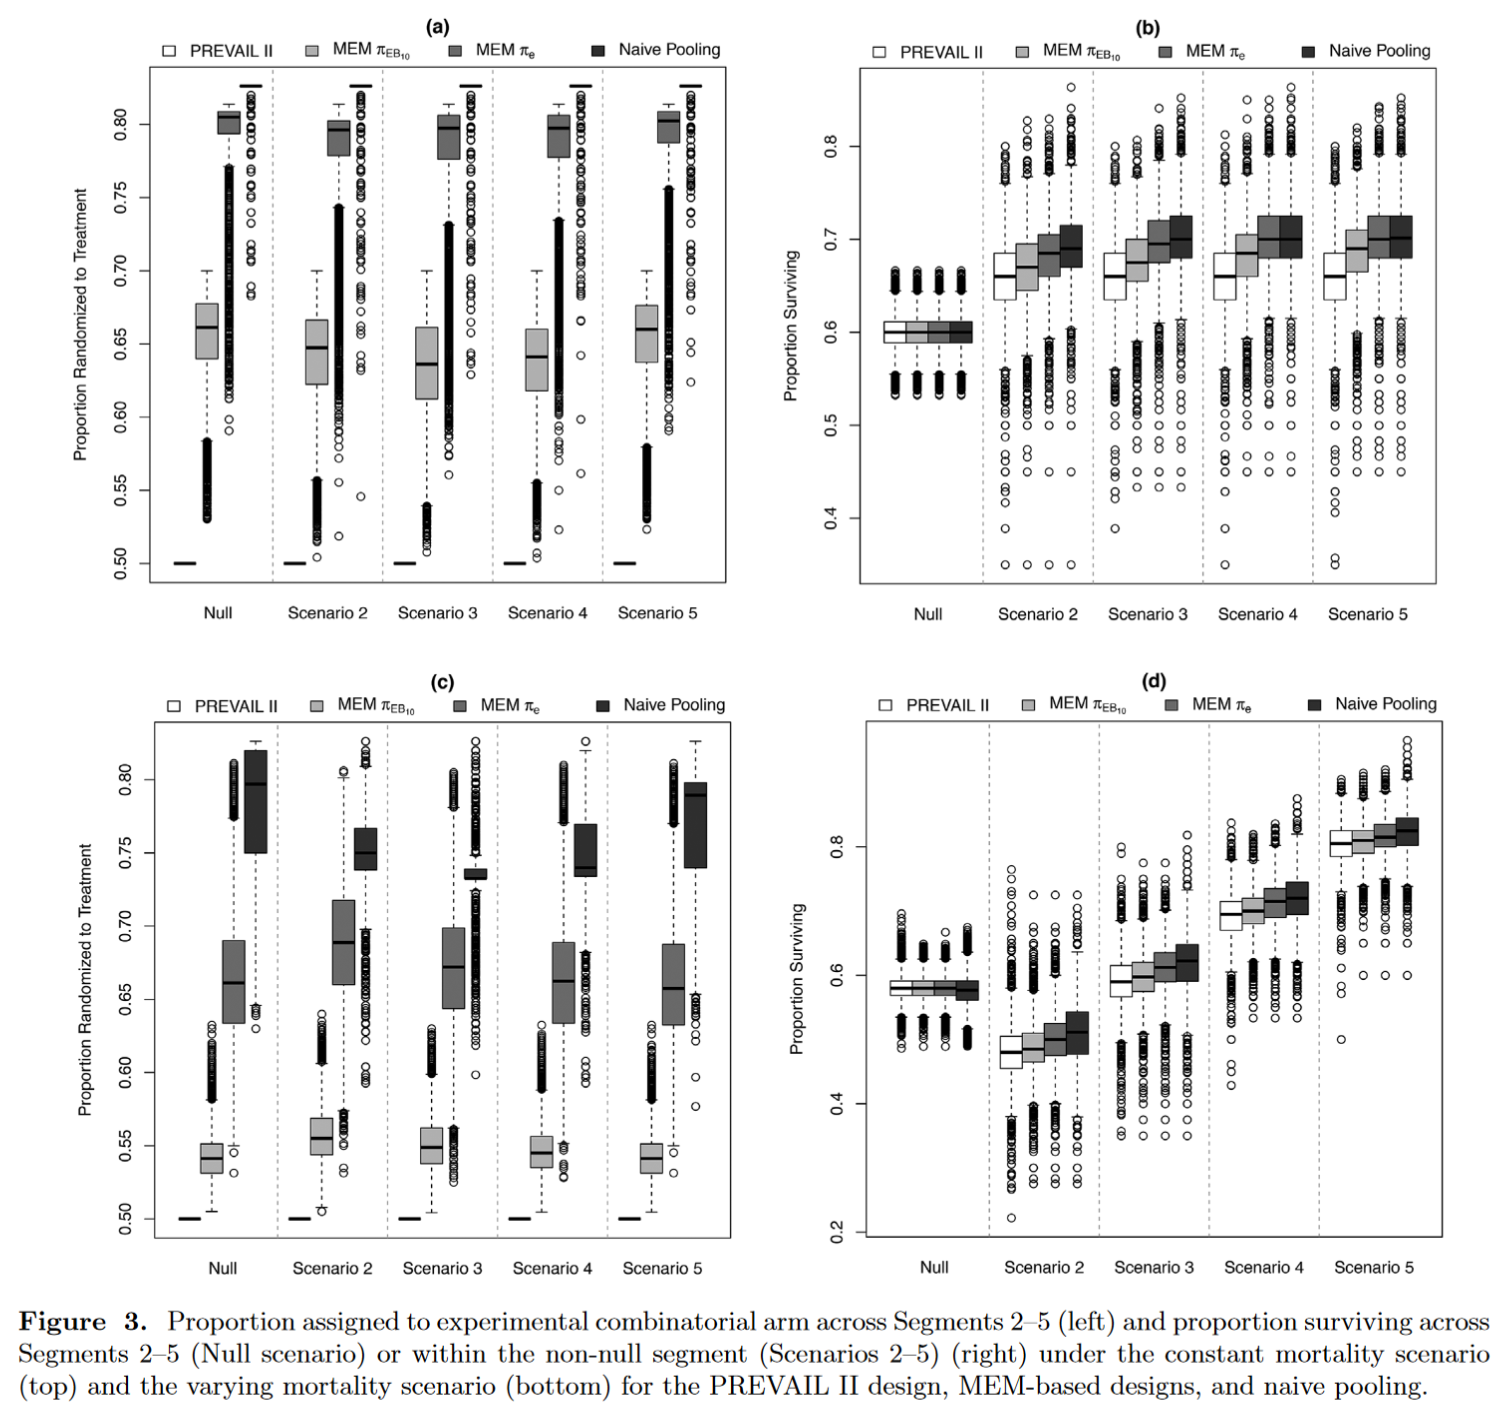 (a)
PREVAIL II MEM πEB10 MEM πe Naive Pooling
Proportion Randomized to Treatment
0.80
0.75
0.70
0.65
0.60
0.55
0.50
Null Scenario 2 Scenario 3 Scenario 4 Scenario 5
(b)
PREVAIL II MEM πEB10 MEM πe Naive Pooling
Proportion Surviving
0.8
0.7
0.6
0.5
0.4
Null Scenario 2 Scenario 3 Scenario 4 Scenario 5
(c)
PREVAIL II MEM πEB10 MEM πe Naive Pooling
Proportion Randomized to Treatment
0.80
0.75
0.70
0.65
0.60
0.55
0.50
Null Scenario 2 Scenario 3 Scenario 4 Scenario 5
(d)
PREVAIL II MEM πEB10 MEM πe Naive Pooling
Proportion Surviving
0.8
0.6
0.4
0.2
Null Scenario 2 Scenario 3 Scenario 4 Scenario 5
Figure 3. Proportion assigned to experimental combinatorial arm across Segments 2–5 (left) and proportion surviving across
Segments 2–5 (Null scenario) or within the non-null segment (Scenarios 2–5) (right) under the constant mortality scenario
(top) and the varying mortality scenario (bottom) for the PREVAIL II design, MEM-based designs, and naive pooling.